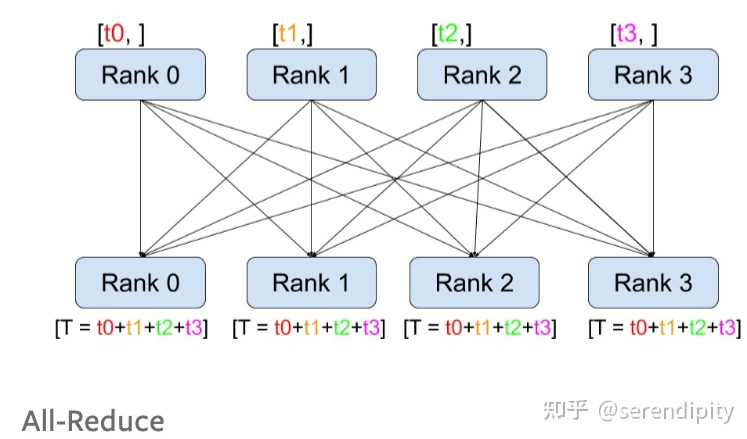 [t0, ] [t1,] [t2,] [t3, ]
Rank 0 Rank 1 Rank 2 Rank 3
Rank 0 Rank 1 Rank 2 Rank 3
[T = t0+t1+t2+t3] [T = t0+t1+t2+t3] [T = t0+t1+t2+t3] [T = t0+t1+t2+t3]
All-Reduce
知乎 @serendipity